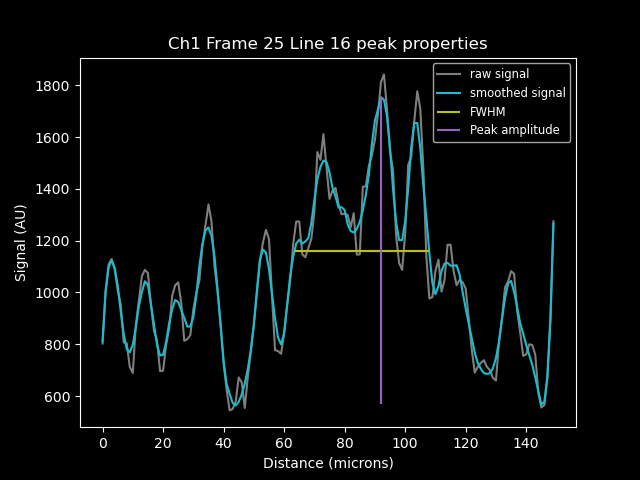 Ch1 Frame 25 Line 16 peak properties
raw signal
smoothed signal
FWHM
Peak amplitude
Signal (AU)
1800
1600
1400
1200
1000
800
600
0 20 40 60 80 100 120 140
Distance (microns)